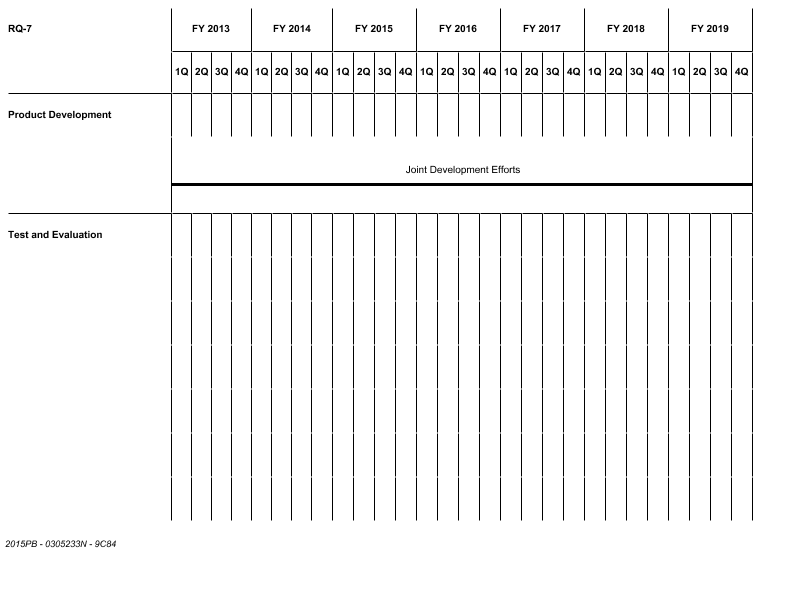 RQ-7 FY 2013 FY 2014 FY 2015 FY 2016 FY 2017 FY 2018 FY 2019
1Q 2Q 3Q 4Q 1Q 2Q 3Q 4Q 1Q 2Q 3Q 4Q 1Q 2Q 3Q 4Q 1Q 2Q 3Q 4Q 1Q 2Q 3Q 4Q 1Q 2Q 3Q 4Q
Product Development
Joint Development Efforts
Test and Evaluation
2015PB - 0305233N - 9C84